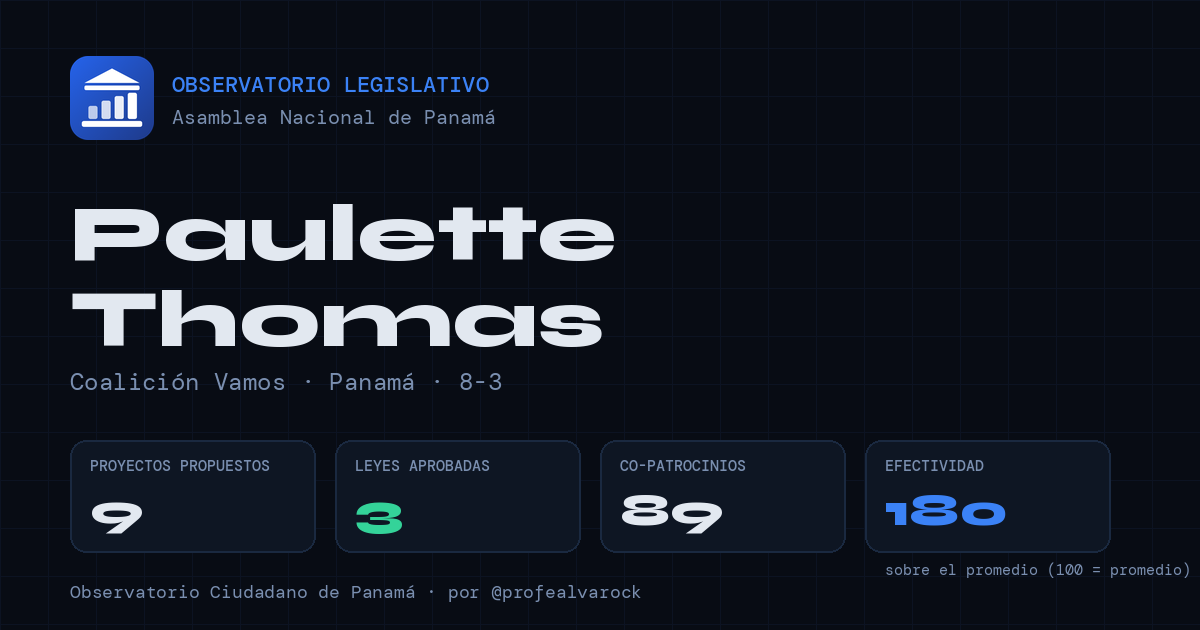 OBSERVATORIO LEGISLATIVO
Asamblea Nacional de Panamá
Paulette
Thomas
Coalición Vamos · Panamá · 8-3
PROYECTOS PROPUESTOS
9
LEYES APROBADAS
3
CO-PATROCINIOS
89
EFECTIVIDAD
180
sobre el promedio (100 = promedio)
Observatorio Ciudadano de Panamá · por @profealvarock